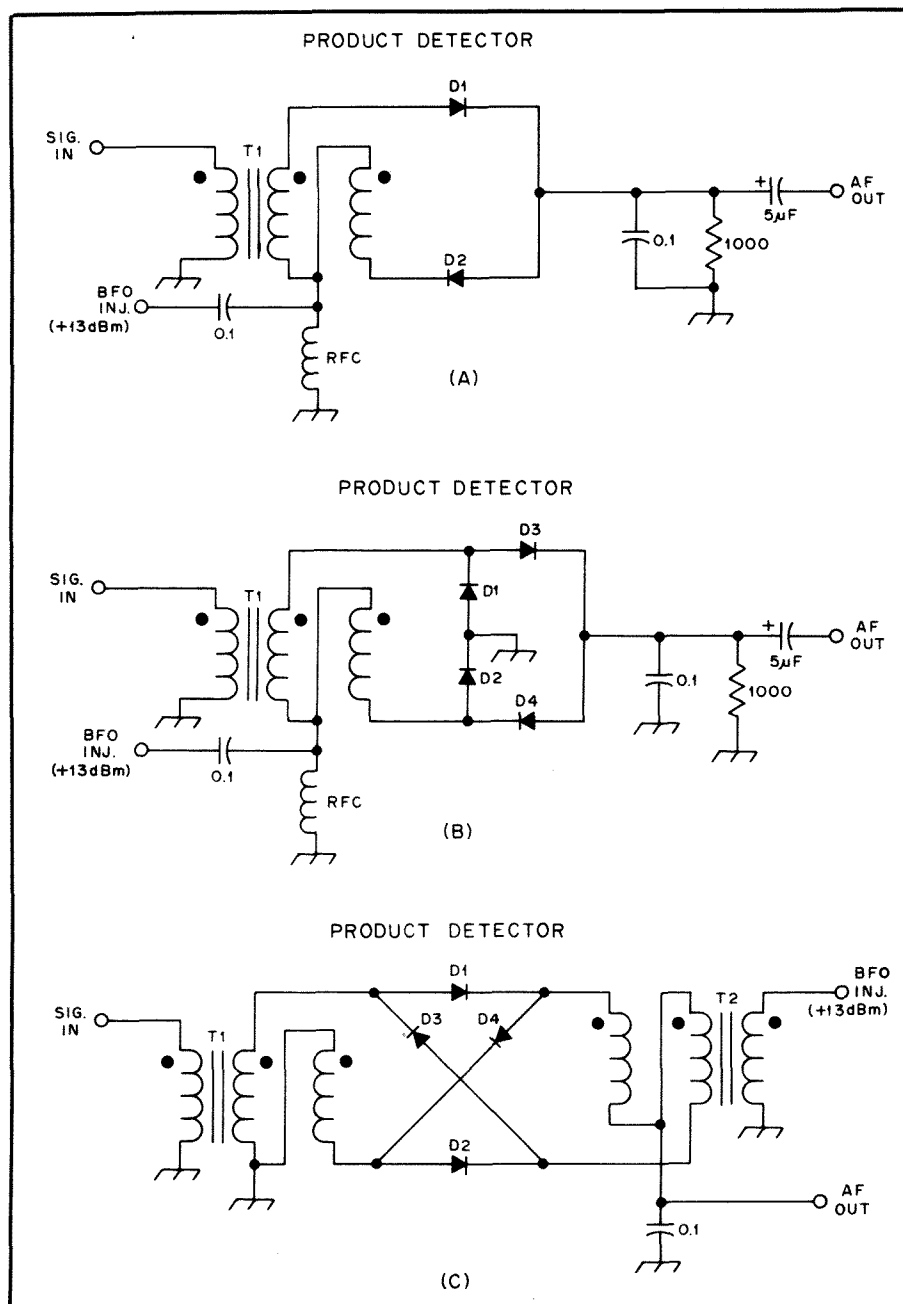 PRODUCT DETECTOR
D1
SIG.
IN
T1
AF
OUT
+
5µF
0.1
1000
D2
BFO
INJ.
(+13dBm)
0.1
RFC
(A)
PRODUCT DETECTOR
D3
SIG.
IN
T1
D1
AF
OUT
+
5µF
D2
0.1
1000
D4
BFO
INJ.
(+13dBm)
0.1
RFC
(B)
PRODUCT DETECTOR
D1
BFO
INJ.
(+13dBm)
SIG.
IN
T1
D3
D4
T2
D2
AF
OUT
0.1
(C)